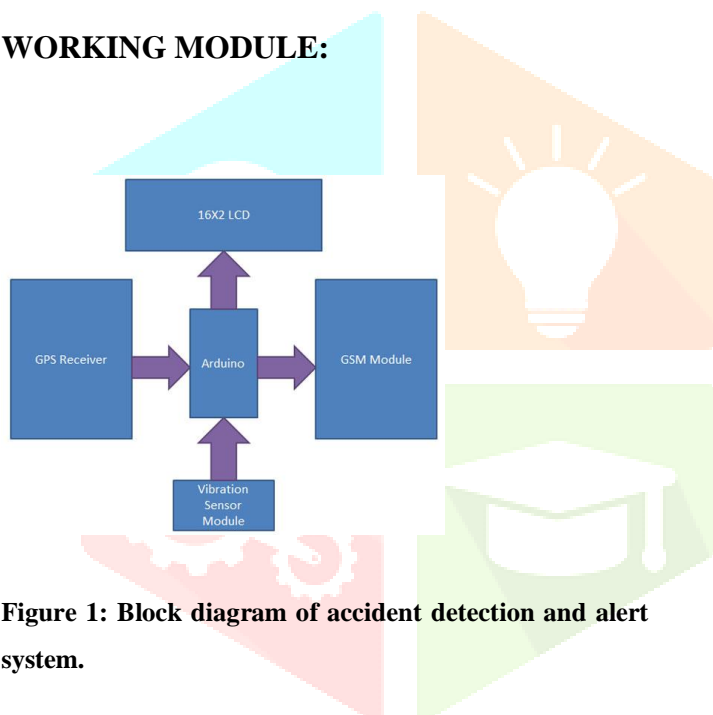 WORKING MODULE:
16X2 LCD
GPS Receiver
Arduino
GSM Module
Vibration
Sensor
Module
Figure 1: Block diagram of accident detection and alert
system.